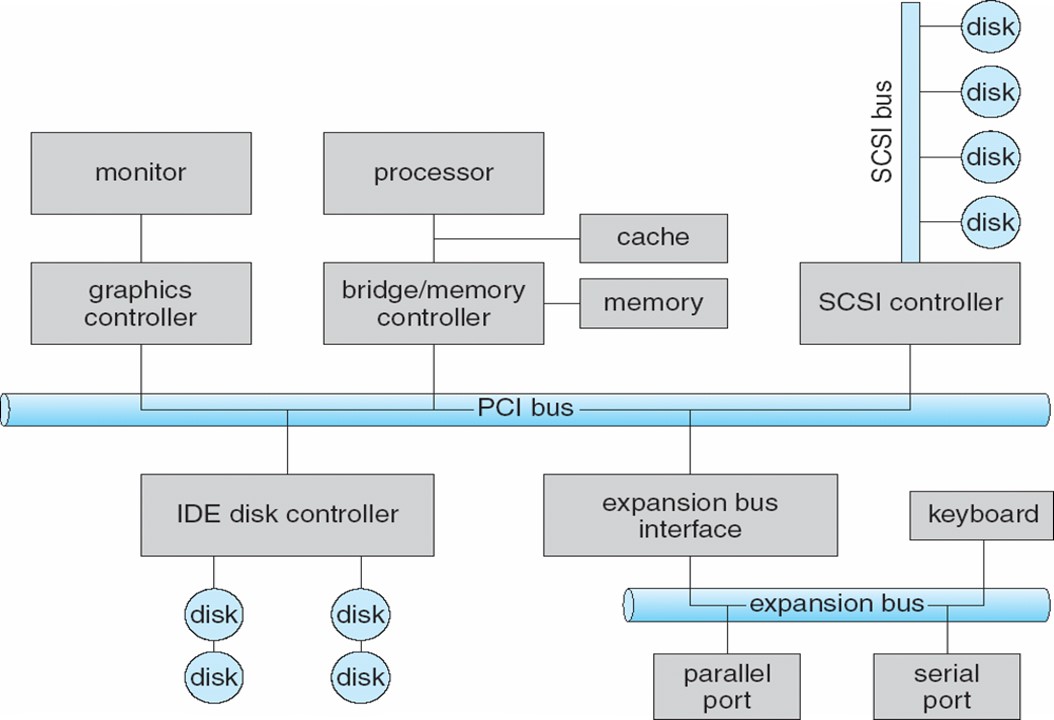 disk
disk
disk
disk
SCSI bus
monitor
processor
cache
graphics
controller
bridge/memory
controller
memory
SCSI controller
PCI bus
IDE disk controller
expansion bus
interface
keyboard
disk
disk
disk
disk
expansion bus
parallel
port
serial
port